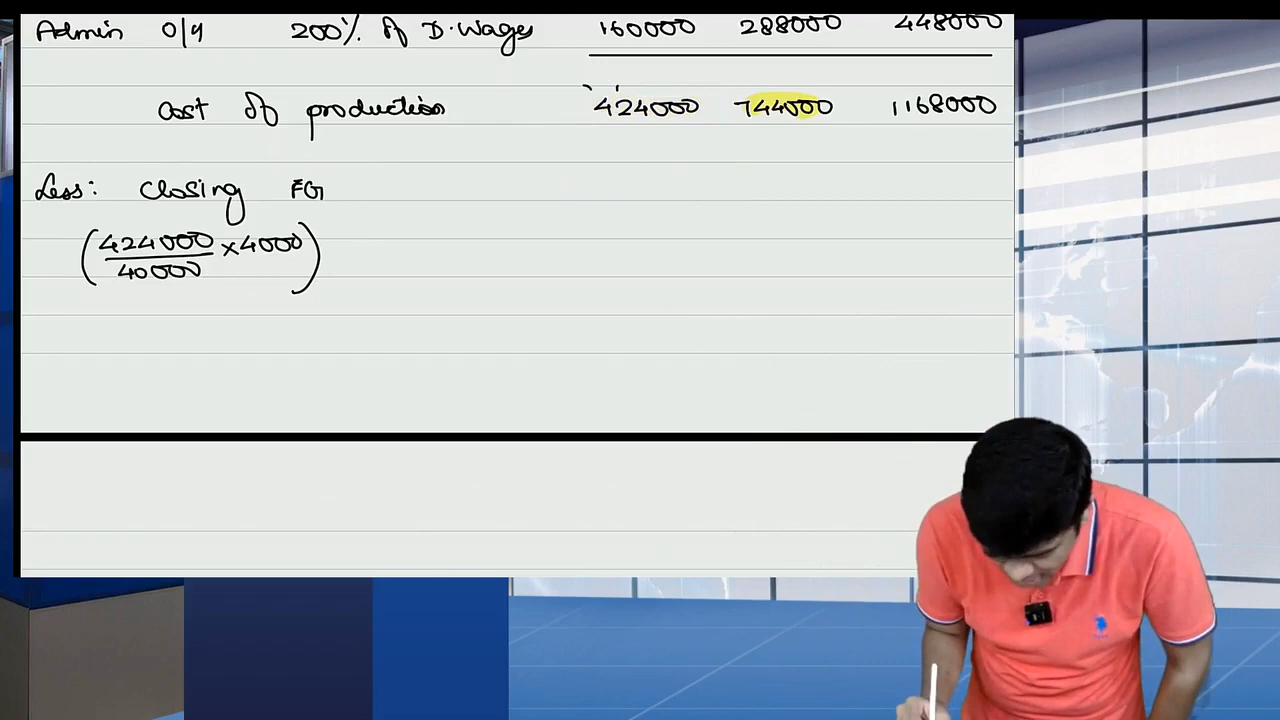 Admin O/H 200% of D.Wages 160000 288000 448000
Cost of production 424000 744000 1168000
Less: Closing FG
(424000/40000 × 4000)